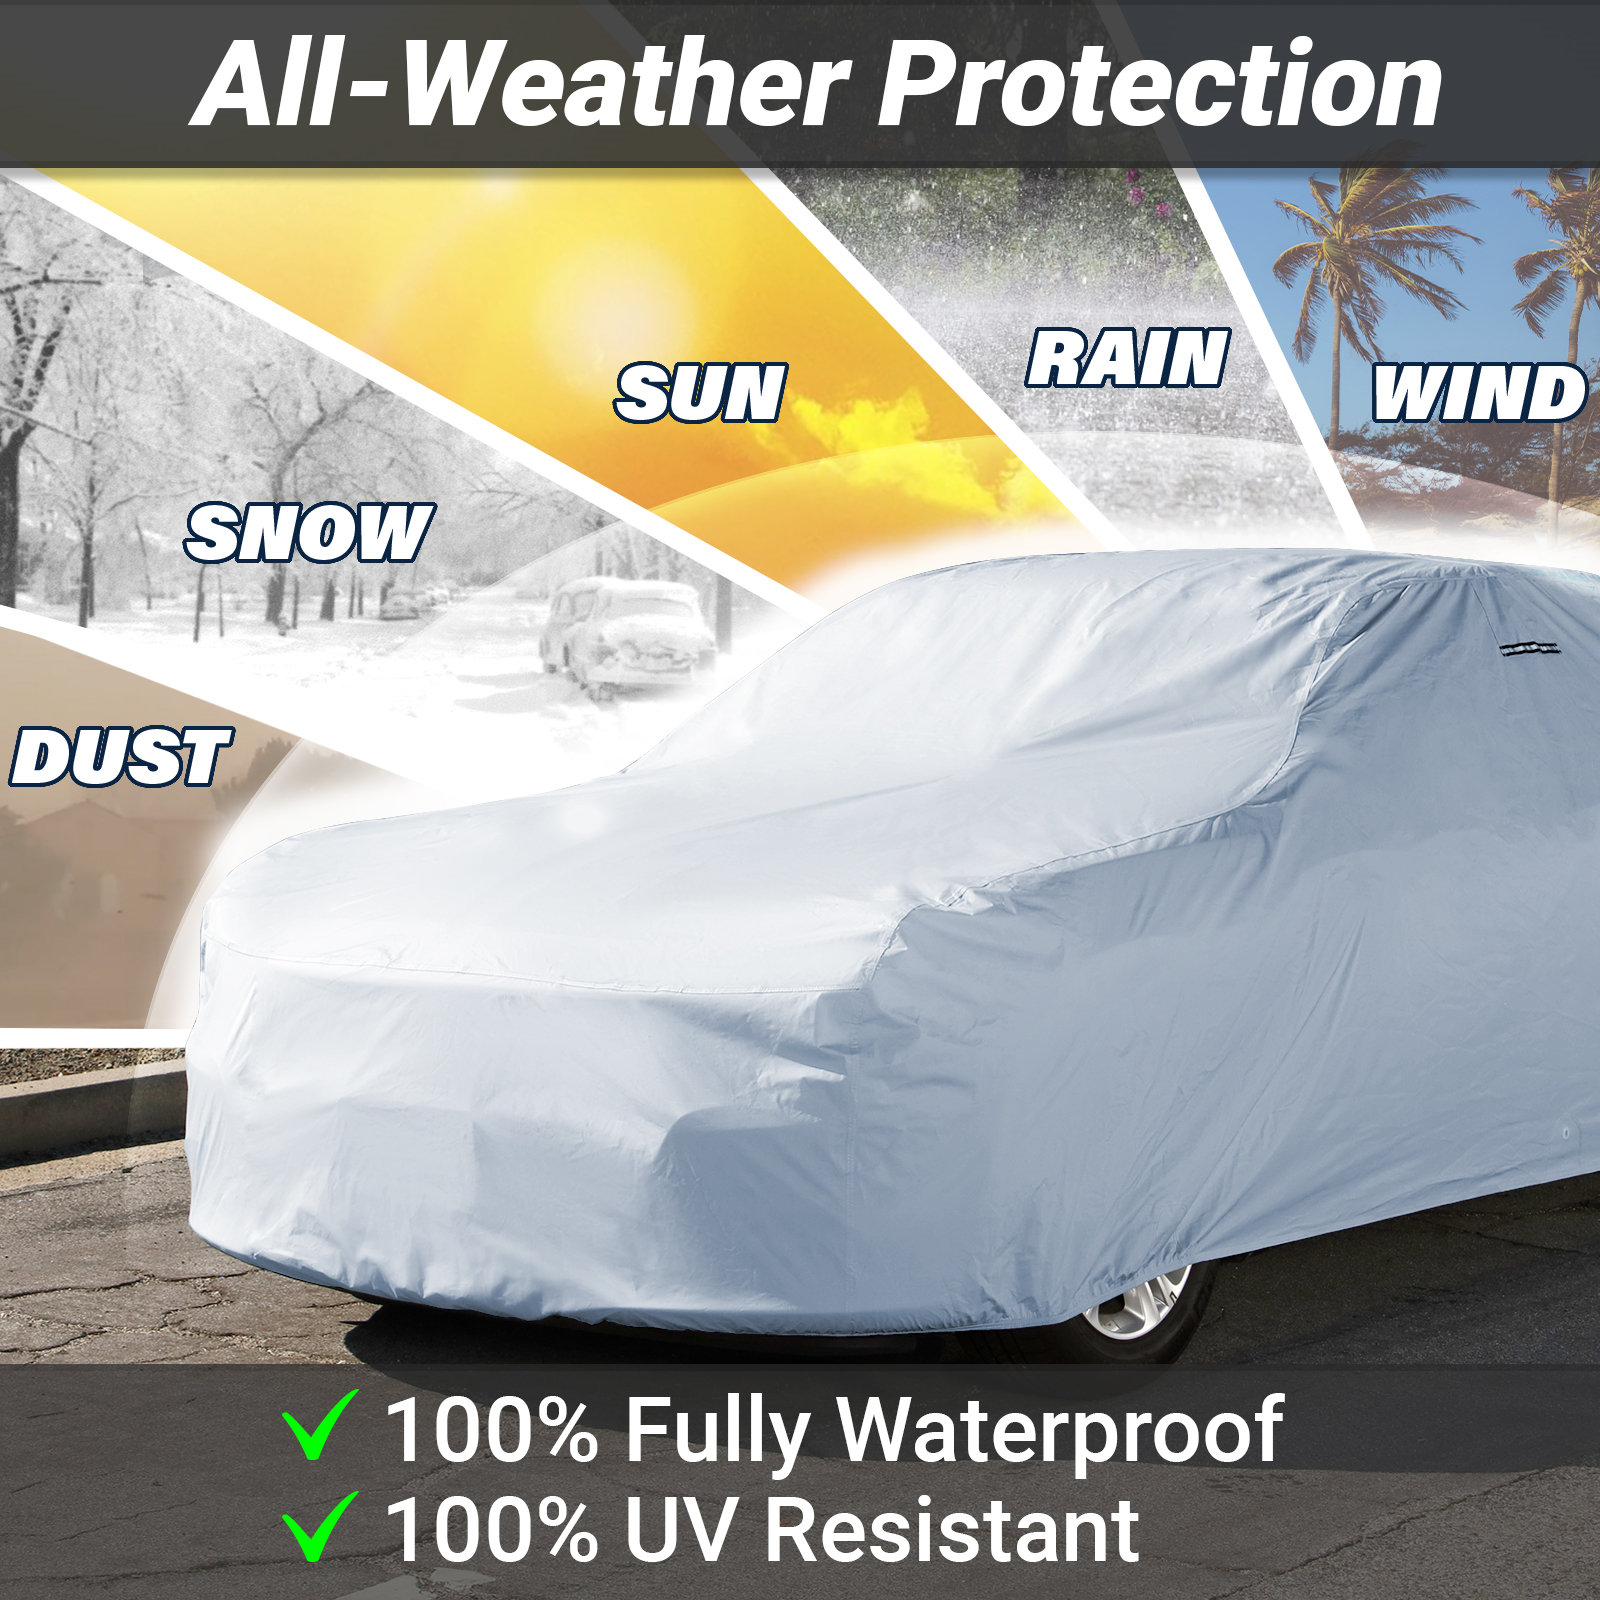 All-Weather Protection
DUST
SNOW
SUN
RAIN
WIND
100% Fully Waterproof
100% UV Resistant